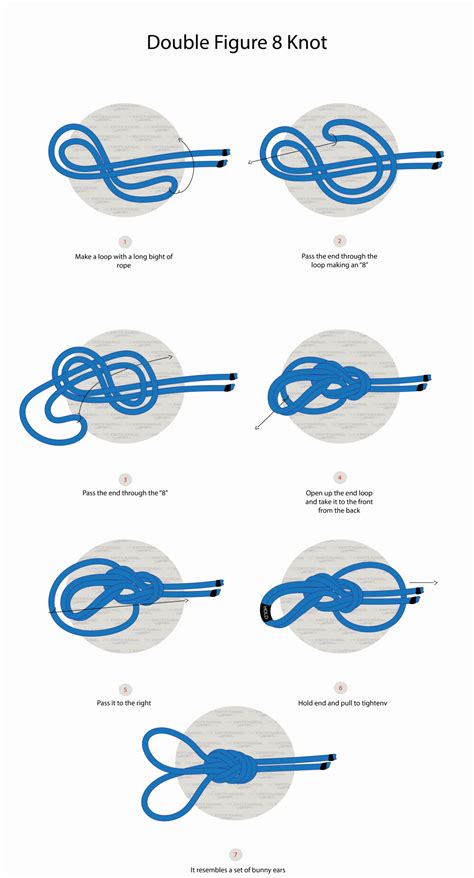 Double Figure 8 Knot
1
Make a loop with a long bight of
rope
2
Pass the end through the
loop making an "8"
3
Pass the end through the "8"
4
Open up the end loop
and take it to the front
from the back
5
Pass it to the right
HOLD
6
Hold end and pull to tightenv
7
It resembles a set of bunny ears